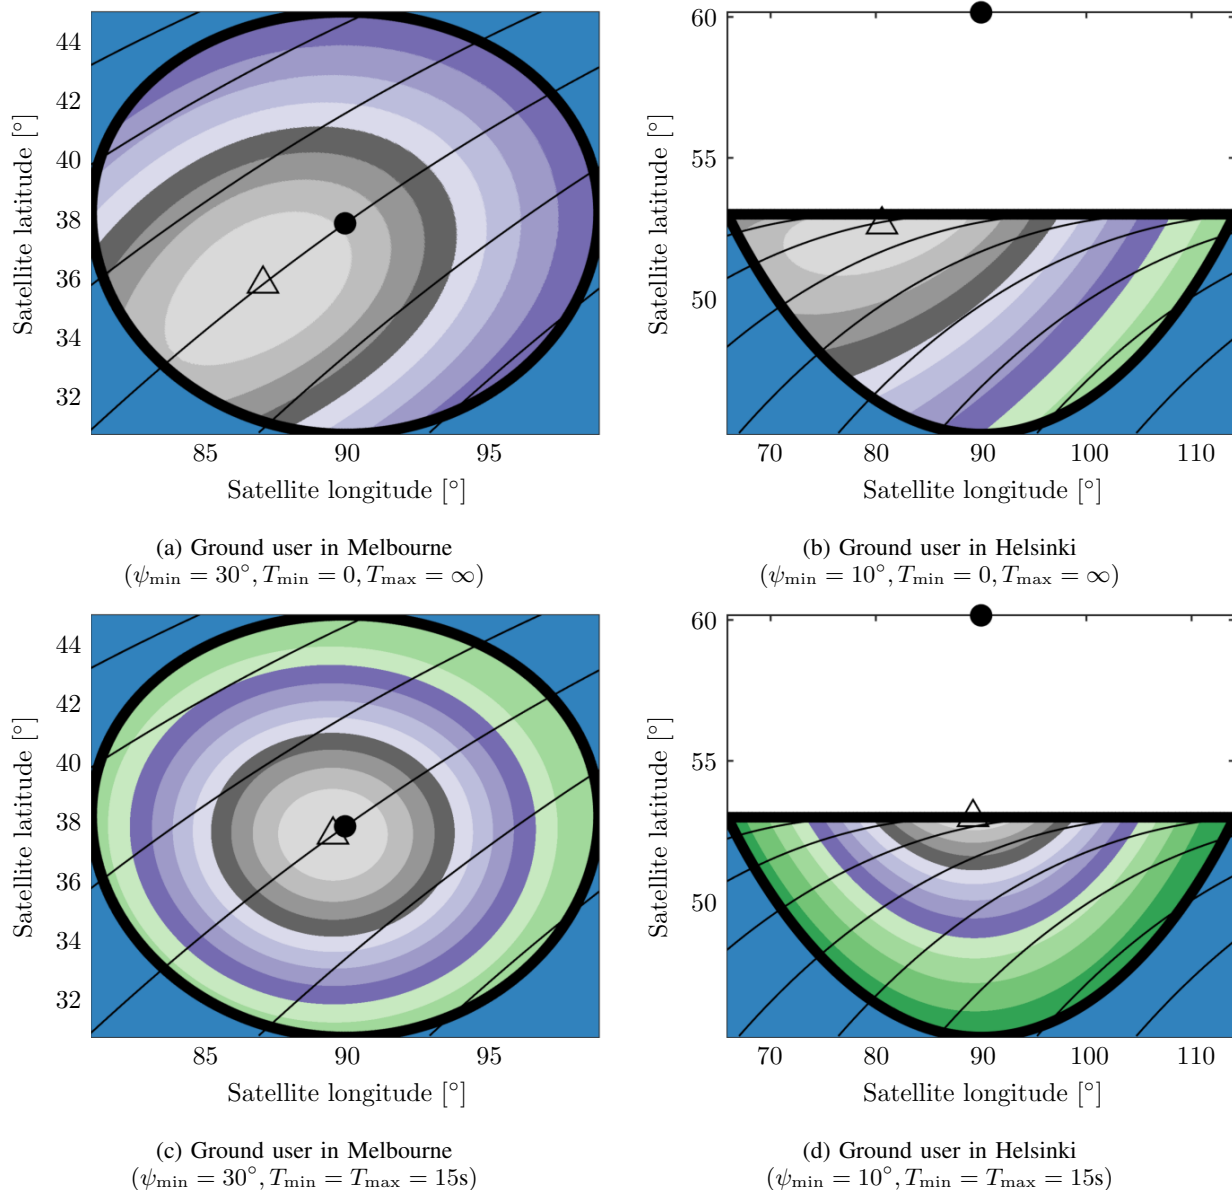 44
42
40
38
36
34
32
Satellite latitude [°]
85 90 95
Satellite longitude [°]
(a) Ground user in Melbourne
(ψmin = 30°, Tmin = 0, Tmax = ∞)
60
55
50
Satellite latitude [°]
70 80 90 100 110
Satellite longitude [°]
(b) Ground user in Helsinki
(ψmin = 10°, Tmin = 0, Tmax = ∞)
44
42
40
38
36
34
32
Satellite latitude [°]
85 90 95
Satellite longitude [°]
(c) Ground user in Melbourne
(ψmin = 30°, Tmin = Tmax = 15s)
60
55
50
Satellite latitude [°]
70 80 90 100 110
Satellite longitude [°]
(d) Ground user in Helsinki
(ψmin = 10°, Tmin = Tmax = 15s)